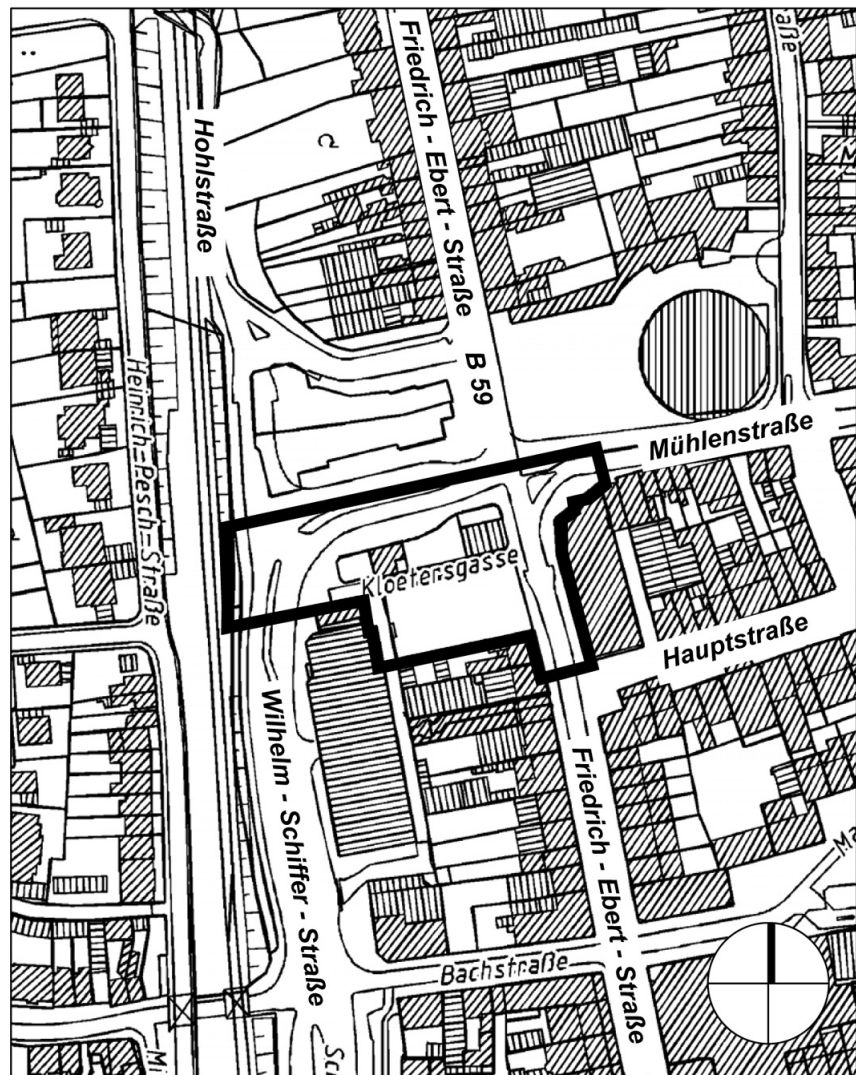 Friedrich - Ebert - Straße
Hohlstraße
B 59
Heinrich=Pesch=Straße
Mühlenstraße
Kloetersgasse
Hauptstraße
Wilhelm - Schiffer - Straße
Friedrich - Ebert - Straße
Bachstraße